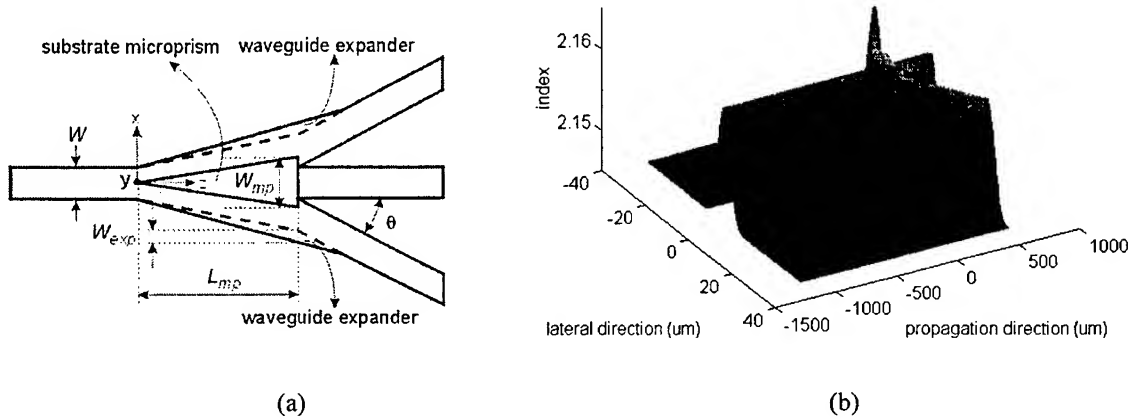 substrate microprism
waveguide expander
W
x
y
W_mp
θ
W_exp
L_mp
waveguide expander
(a)
index
2.16
2.15
-40
-20
0
20
40
lateral direction (um)
-1500
-1000
-500
0
500
1000
propagation direction (um)
(b)